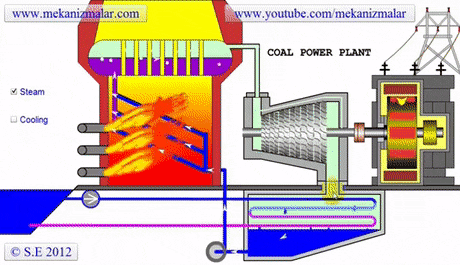 www.mekanizmalar.com
www.youtube.com/mekanizmalar
COAL POWER PLANT
Steam
Cooling
© S.E 2012